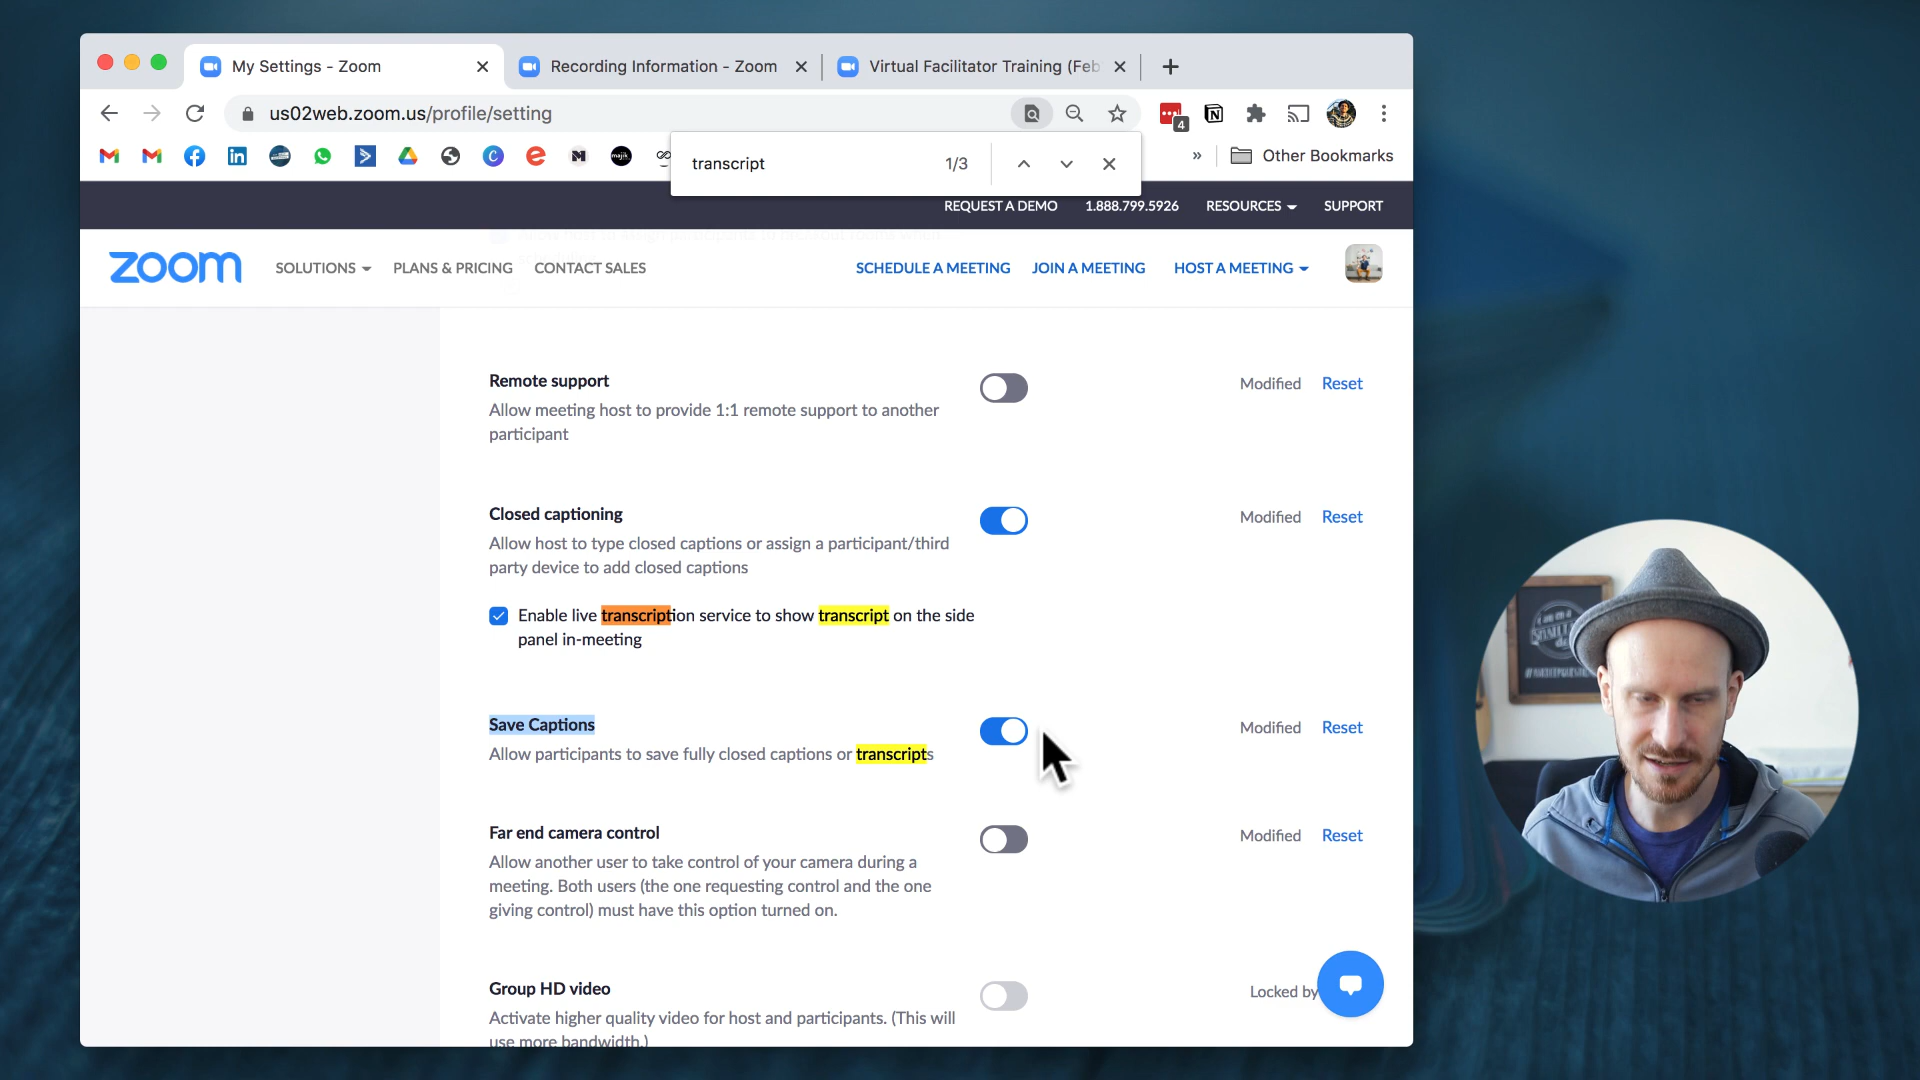 My Settings - Zoom
Recording Information - Zoom
Virtual Facilitator Training (Feb
us02web.zoom.us/profile/setting
4
transcript 1/3
Other Bookmarks
REQUEST A DEMO 1.888.799.5926 RESOURCES SUPPORT
zoom SOLUTIONS PLANS & PRICING CONTACT SALES SCHEDULE A MEETING JOIN A MEETING HOST A MEETING
Remote support Modified Reset
Allow meeting host to provide 1:1 remote support to another
participant
Closed captioning Modified Reset
Allow host to type closed captions or assign a participant/third
party device to add closed captions
Enable live transcription service to show transcript on the side
panel in-meeting
Save Captions Modified Reset
Allow participants to save fully closed captions or transcripts
Far end camera control Modified Reset
Allow another user to take control of your camera during a
meeting. Both users (the one requesting control and the one
giving control) must have this option turned on.
Group HD video Locked by
Activate higher quality video for host and participants. (This will
use more bandwidth.)